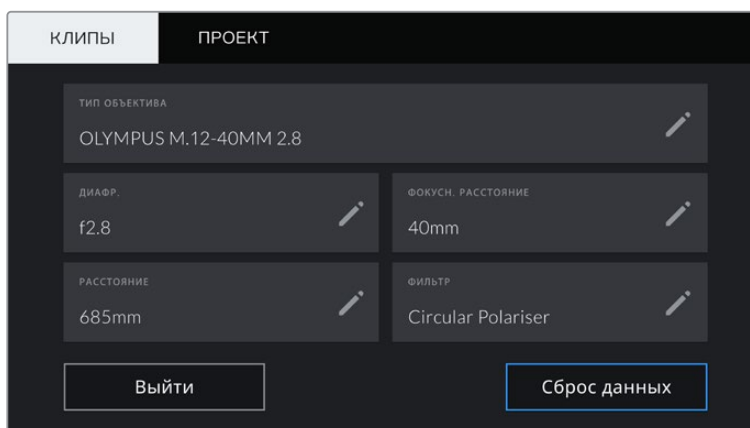 КЛИПЫ ПРОЕКТ
ТИП ОБЪЕКТИВА
OLYMPUS M.12-40MM 2.8
ДИАФР. ФОКУСН. РАССТОЯНИЕ
f2.8 40mm
РАССТОЯНИЕ ФИЛЬТР
685mm Circular Polariser
Выйти Сброс данных